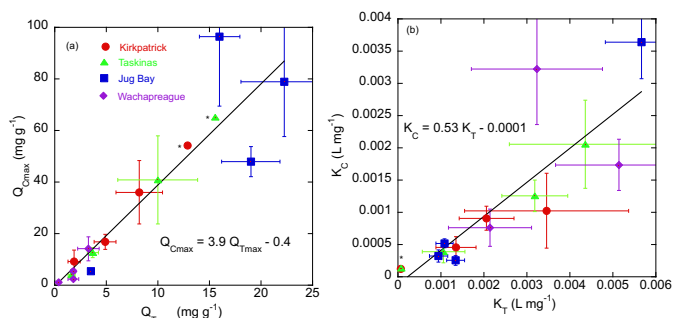 (a)
Kirkpatrick
Taskinas
Jug Bay
Wachapreague
Q_Cmax (mg g⁻¹)
100
80
60
40
20
0
*
*
Q_Cmax = 3.9 Q_Tmax - 0.4
0 5 10 15 20 25
Q_T (mg g⁻¹)
(b)
K_C (L mg⁻¹)
0.004
0.0035
0.003
0.0025
0.002
0.0015
0.001
0.0005
0
K_C = 0.53 K_T - 0.0001
*
0 0.001 0.002 0.003 0.004 0.005 0.006
K_T (L mg⁻¹)